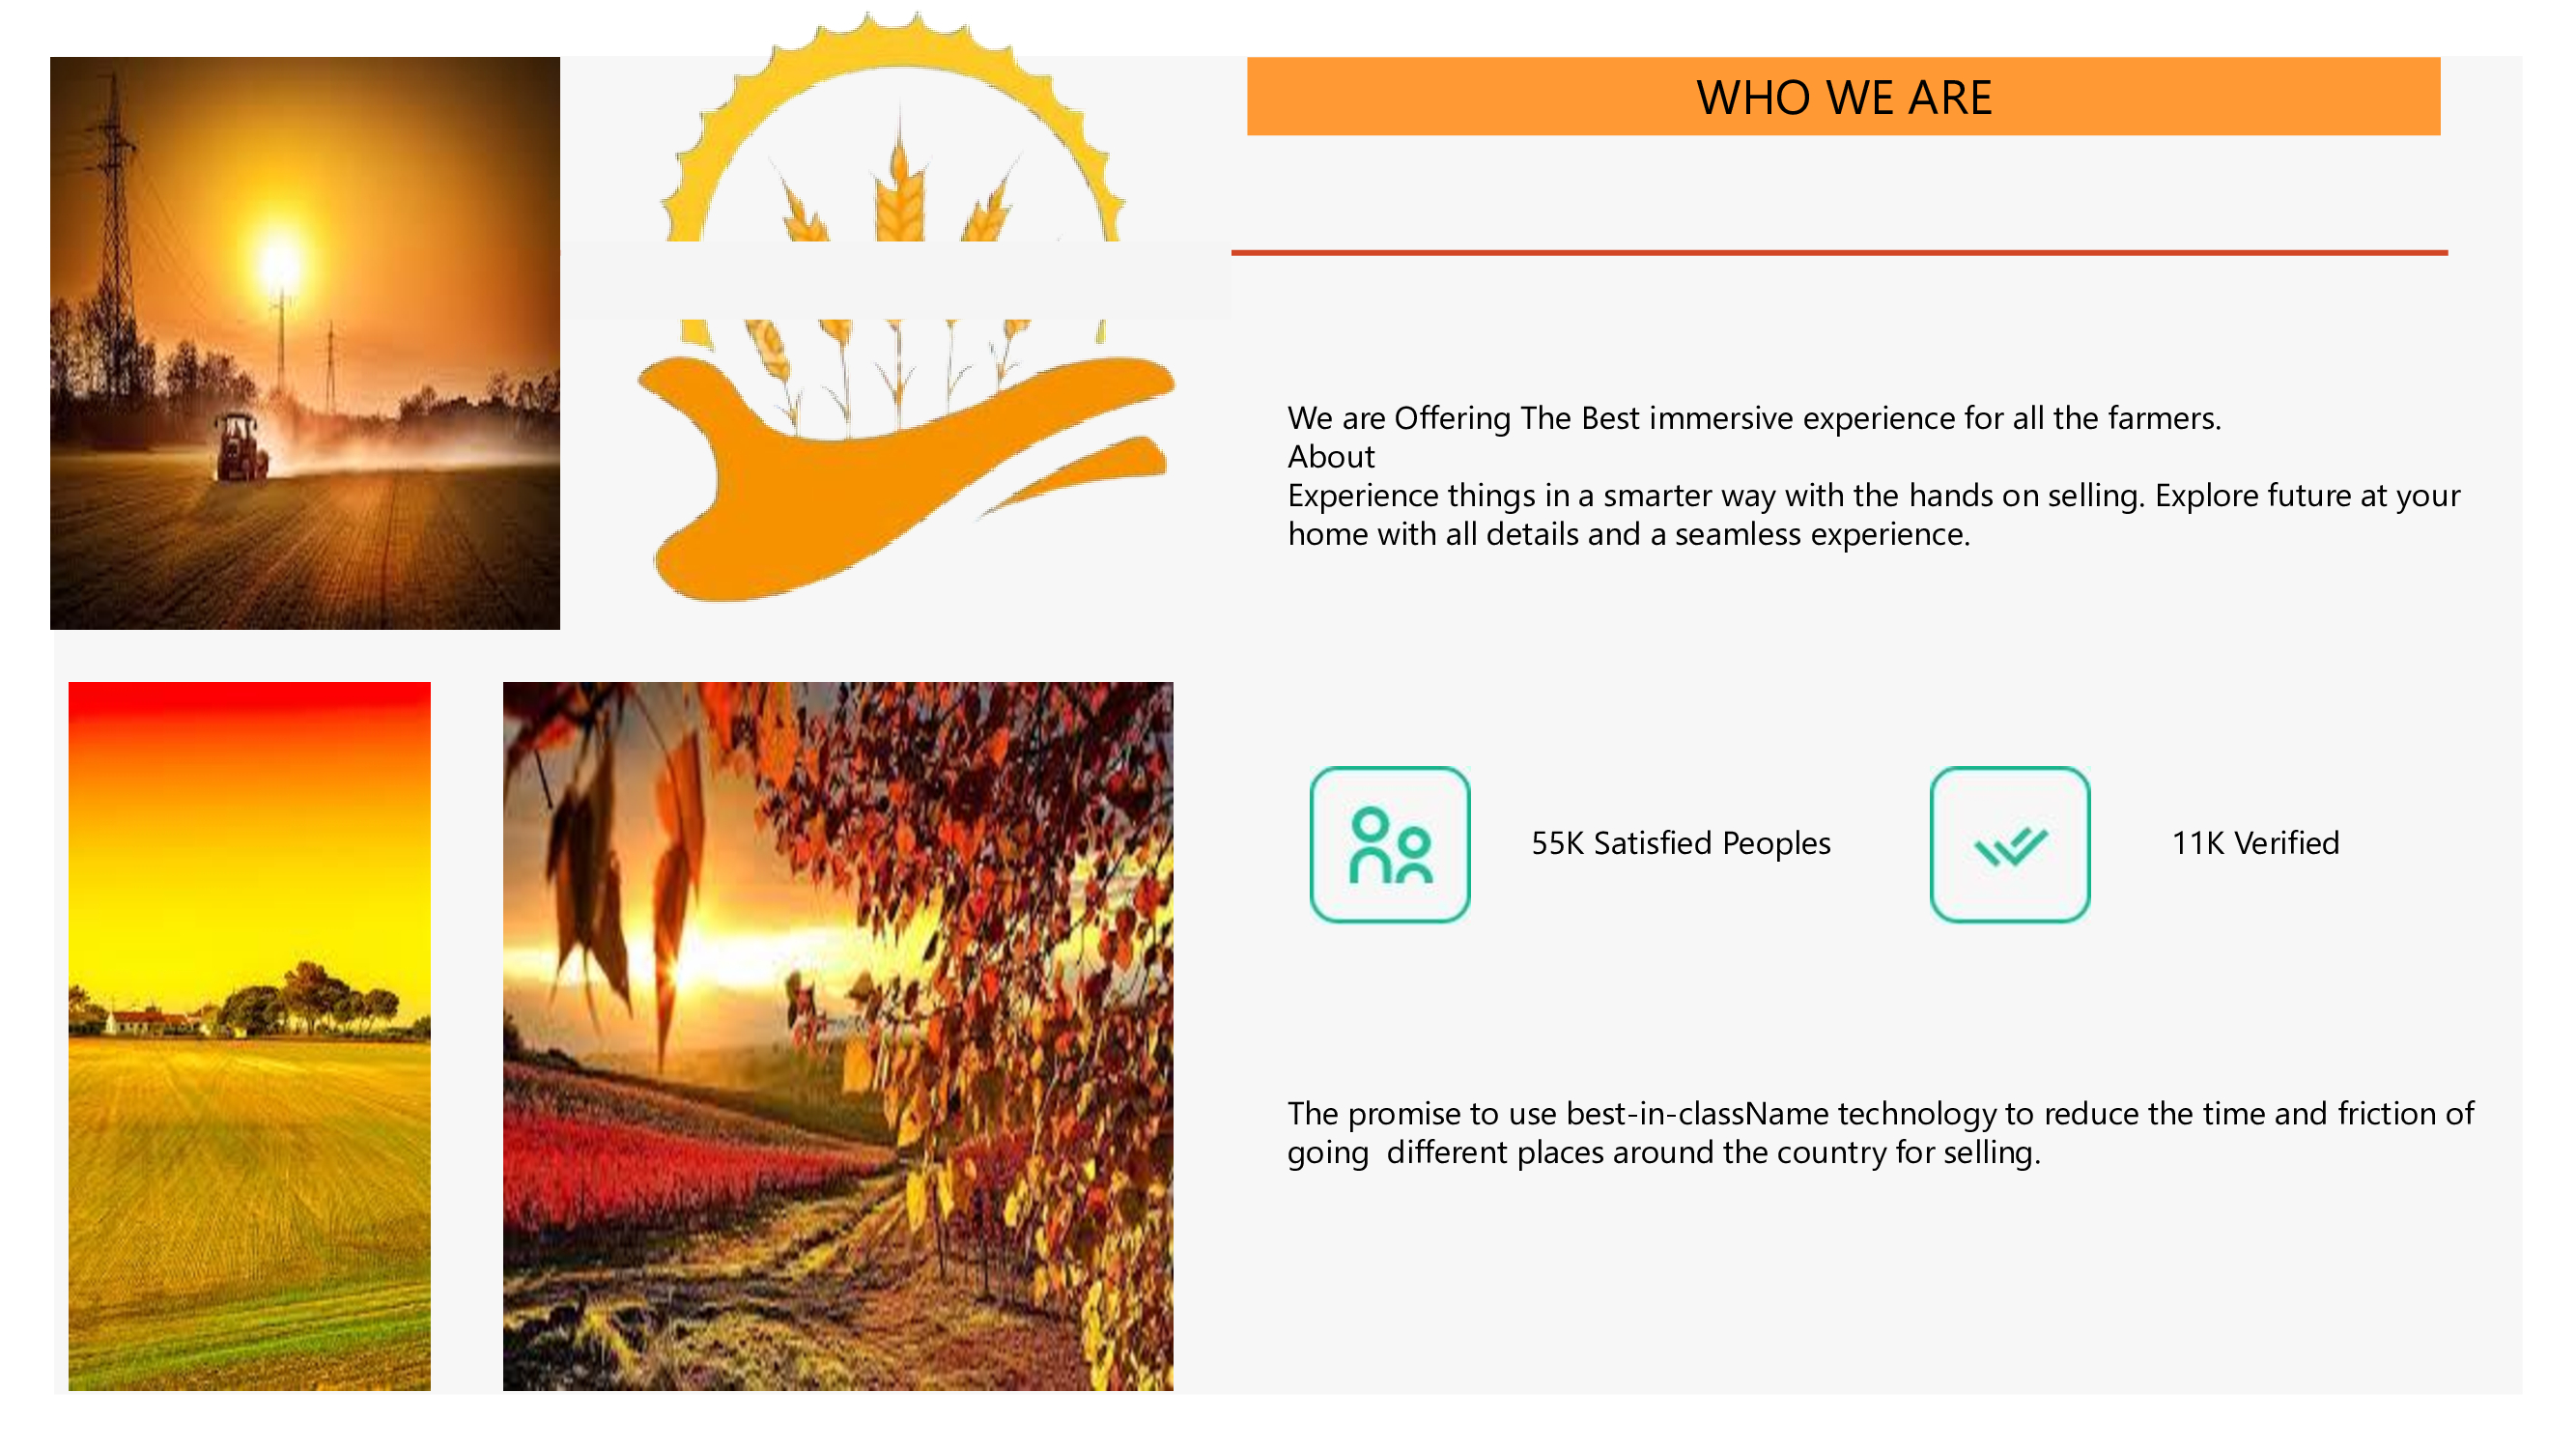 WHO WE ARE
We are Offering The Best immersive experience for all the farmers.
About
Experience things in a smarter way with the hands on selling. Explore future at your
home with all details and a seamless experience.
55K Satisfied Peoples
11K Verified
The promise to use best-in-className technology to reduce the time and friction of
going  different places around the country for selling.